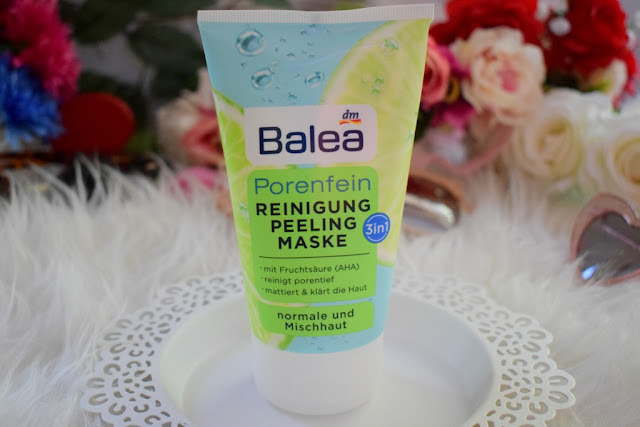 dm
Balea
Porenfein
REINIGUNG
PEELING
MASKE
3in1
· mit Fruchtsäure (AHA)
· reinigt porentief
· mattiert & klärt die Haut
normale und
Mischhaut